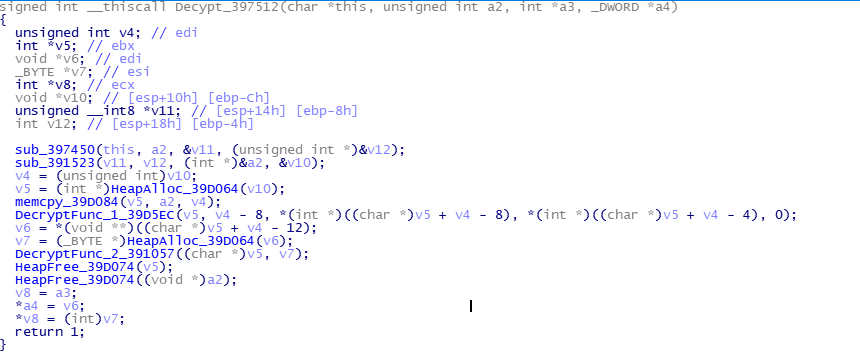 signed int __thiscall Decrypt_397512(char *this, unsigned int a2, int *a3, _DWORD *a4)
{
  unsigned int v4; // edi
  int *v5; // ebx
  void *v6; // edi
  _BYTE *v7; // esi
  int *v8; // ecx
  void *v10; // [esp+10h] [ebp-Ch]
  unsigned __int8 *v11; // [esp+14h] [ebp-8h]
  int v12; // [esp+18h] [ebp-4h]
  sub_397450(this, a2, &v11, (unsigned int *)&v12);
  sub_391523(v11, v12, (int *)&a2, &v10);
  v4 = (unsigned int)v10;
  v5 = (int *)HeapAlloc_39D064(v10);
  memcpy_39D084(v5, a2, v4);
  DecryptFunc_1_39D5EC(v5, v4 - 8, *(int *)((char *)v5 + v4 - 8), *(int *)((char *)v5 + v4 - 4), 0);
  v6 = *(void **)((char *)v5 + v4 - 12);
  v7 = (_BYTE *)HeapAlloc_39D064(v6);
  DecryptFunc_2_391057((char *)v5, v7);
  HeapFree_39D074(v5);
  HeapFree_39D074((void *)a2);
  v8 = a3;
  *a4 = v6;
  *v8 = (int)v7;
  return 1;
}